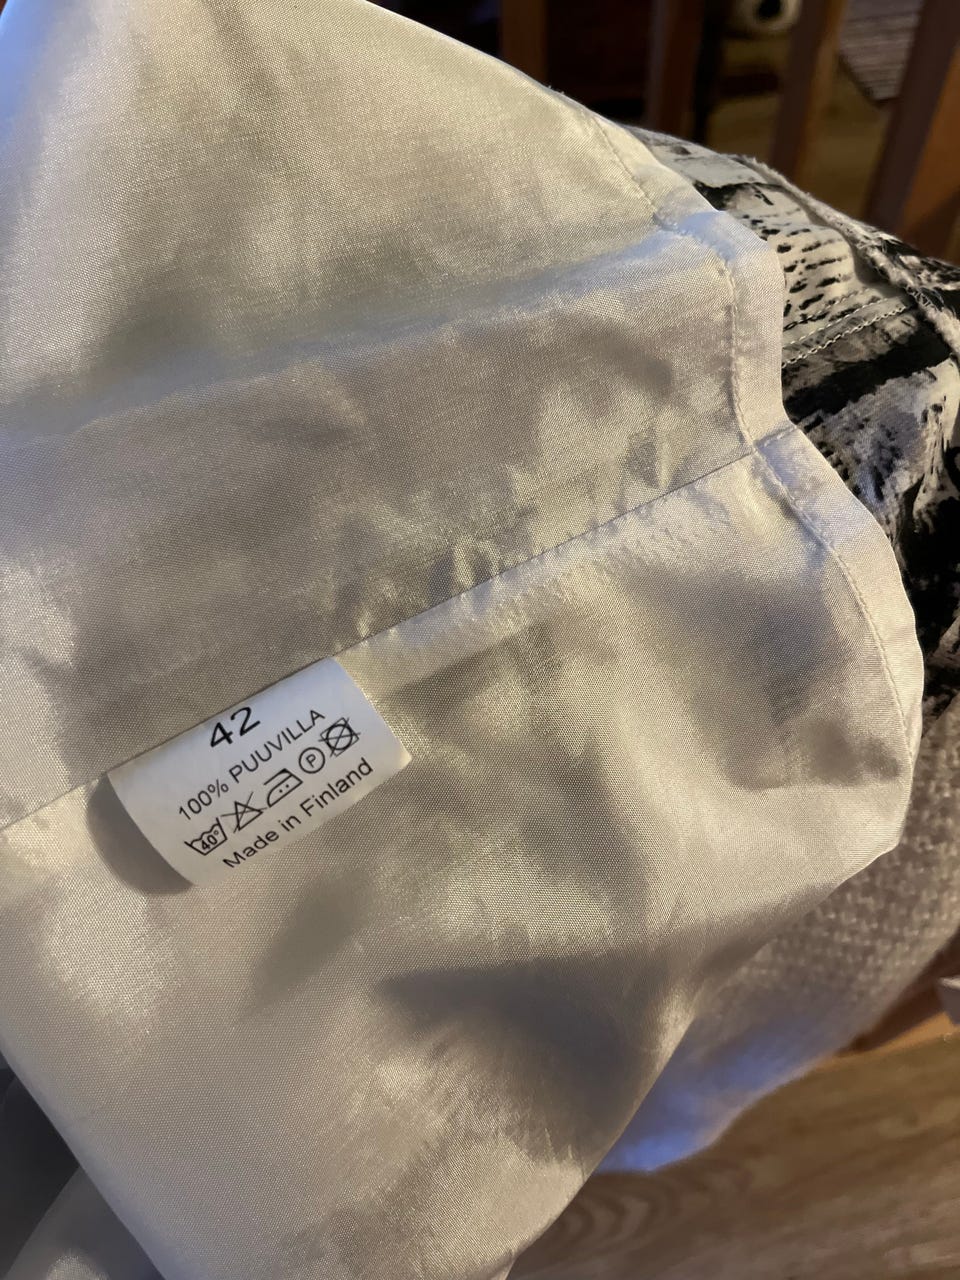 42
100% PUUVILLA
40° P
Made in Finland